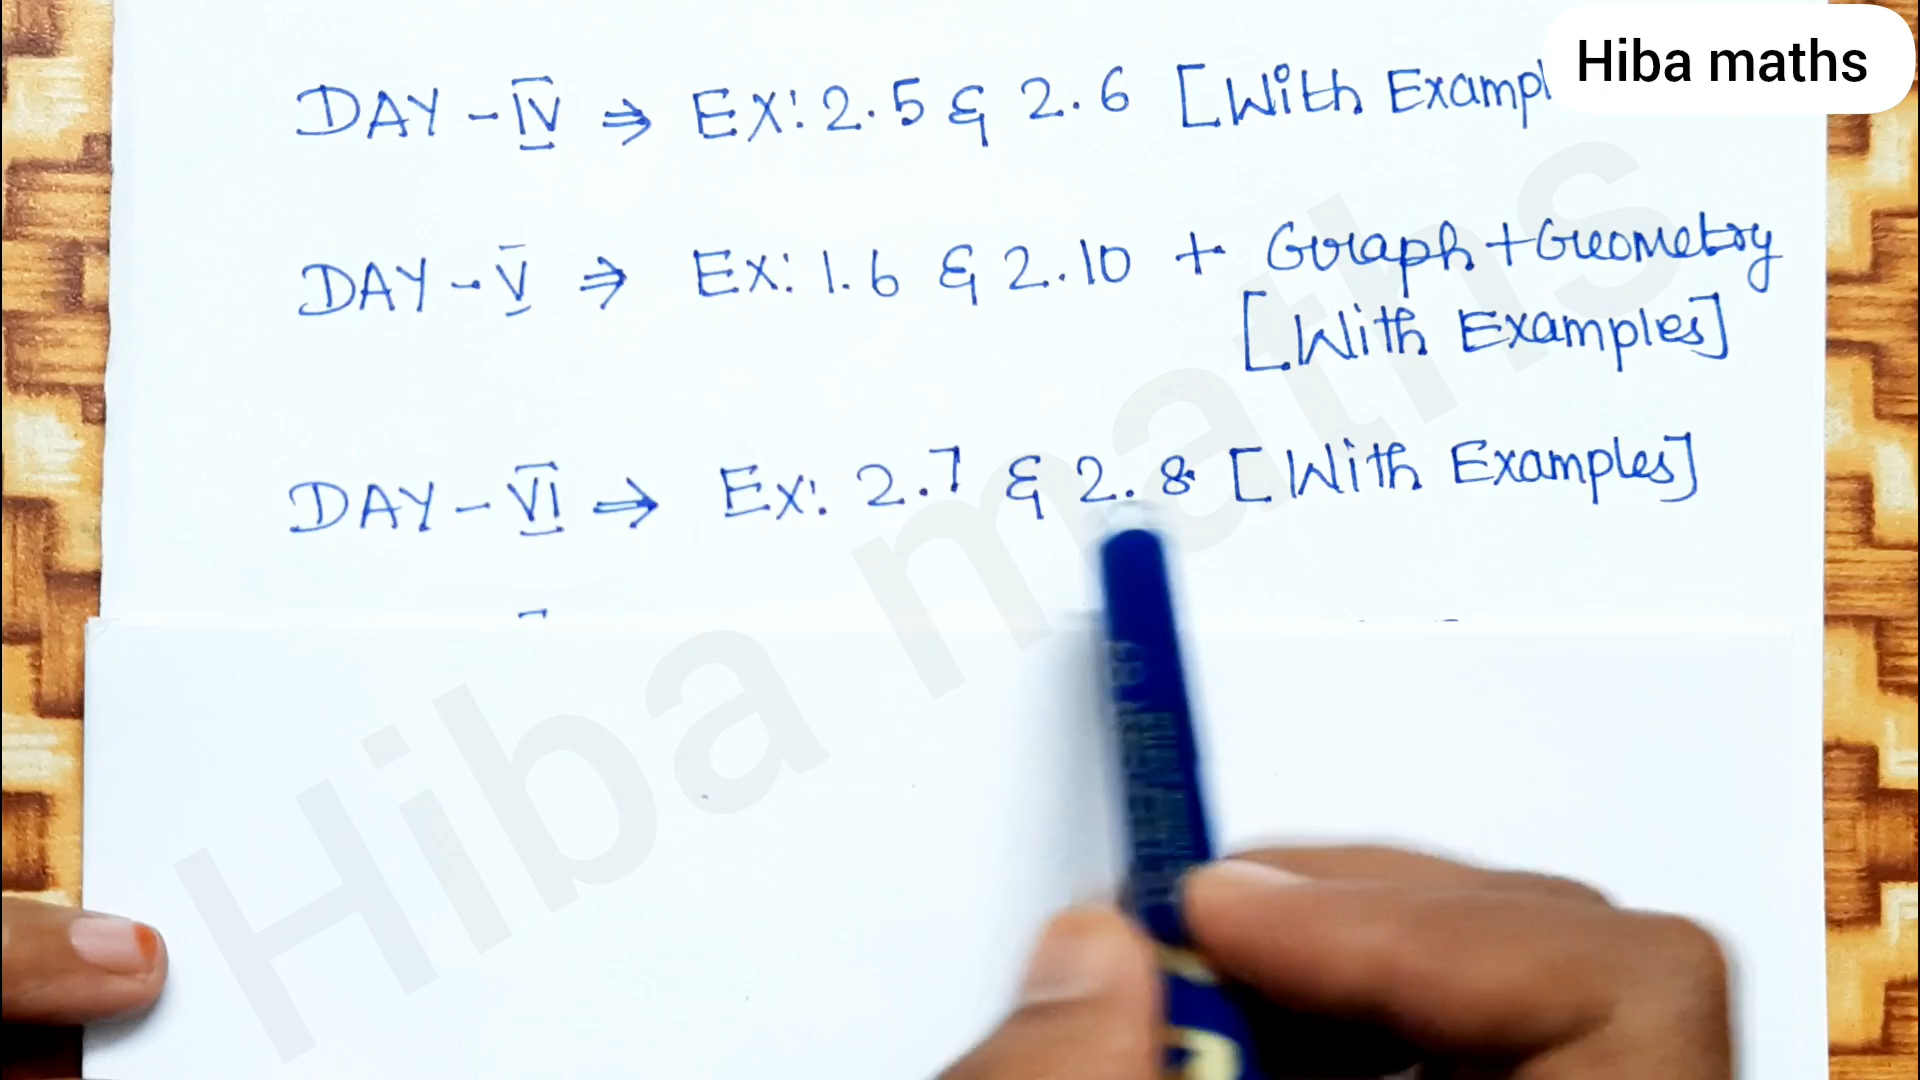 Hiba maths
DAY - IV ⇒ EX: 2.5 & 2.6 [With Exampl
DAY - V ⇒ EX: 1.6 & 2.10 + Graph + Geometry
[With Examples]
DAY - VI ⇒ Ex: 2.7 & 2.8 [With Examples]
Hiba maths